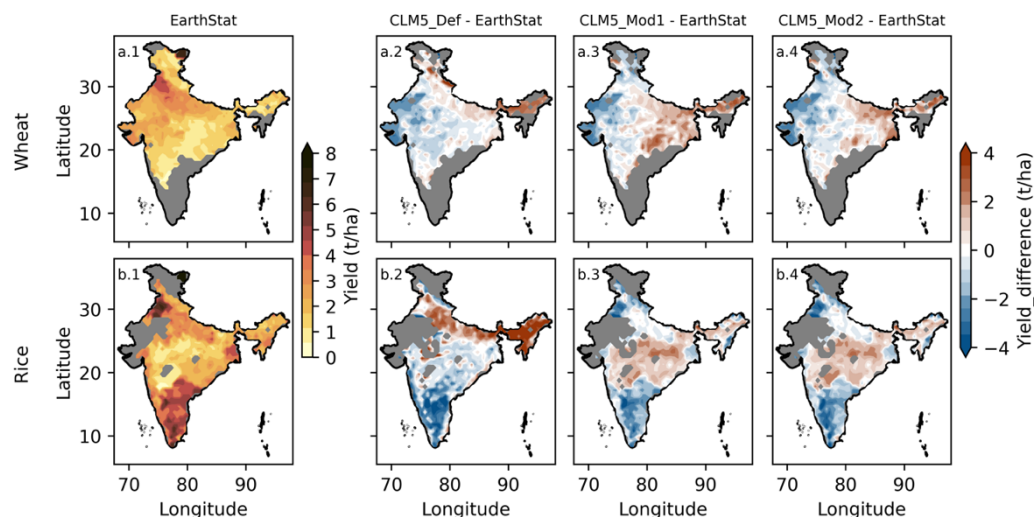 EarthStat
CLM5_Def - EarthStat
CLM5_Mod1 - EarthStat
CLM5_Mod2 - EarthStat
Wheat
Latitude
30
20
10
a.1
a.2
a.3
a.4
8
7
6
5
4
3
2
1
0
Yield (t/ha)
4
2
0
−2
−4
Yield_difference (t/ha)
Rice
Latitude
30
20
10
b.1
b.2
b.3
b.4
70 80 90
70 80 90
70 80 90
70 80 90
Longitude
Longitude
Longitude
Longitude